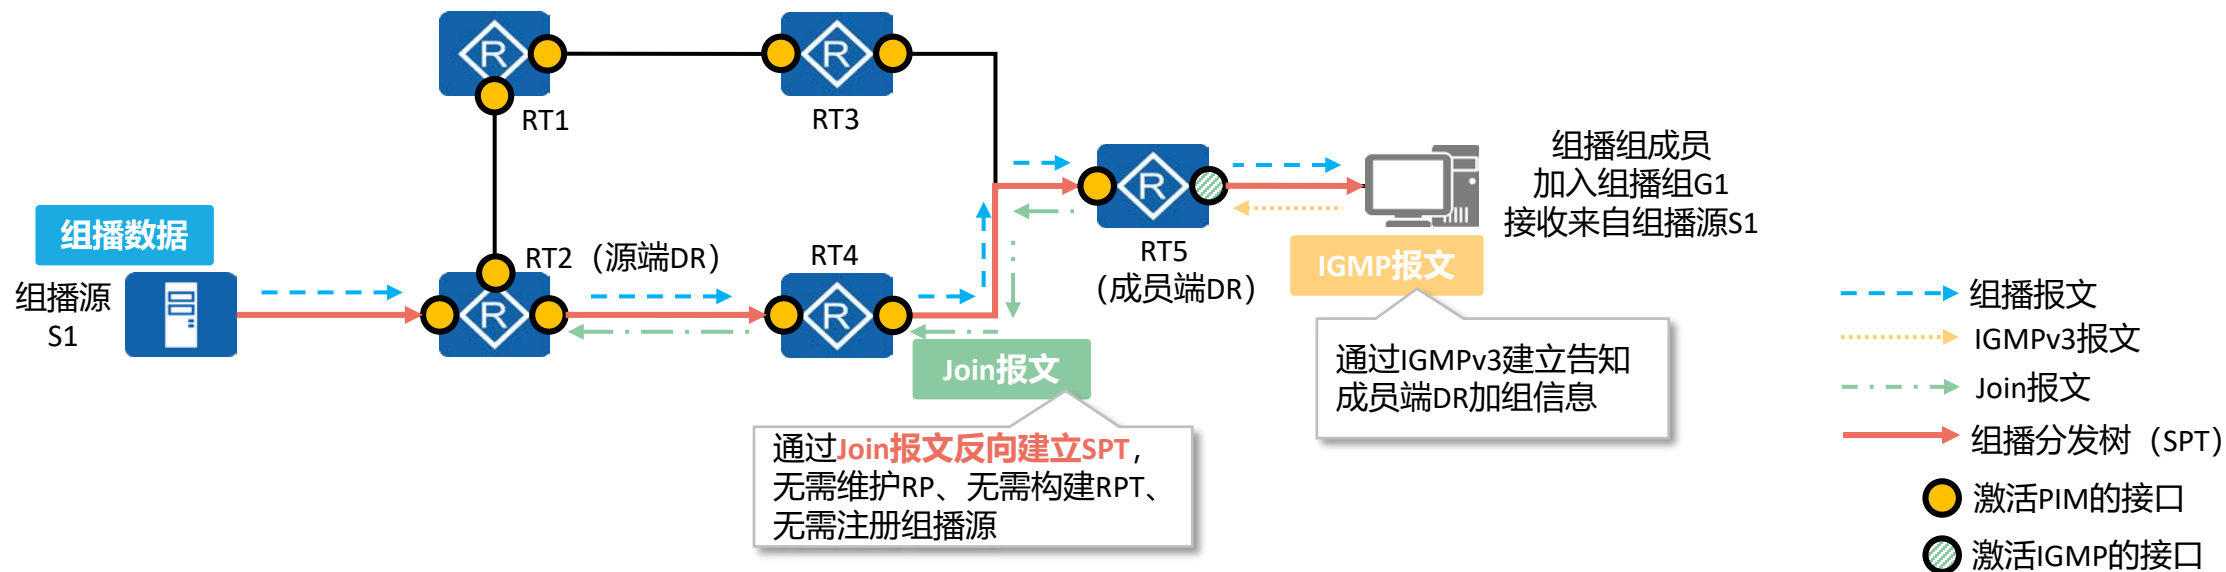 R
RT1
R
RT3
组播数据
组播源
S1
R
RT2（源端DR）
R
RT4
R
RT5
（成员端DR）
组播组成员
加入组播组G1
接收来自组播源S1
IGMP报文
通过IGMPv3建立告知
成员端DR加组信息
Join报文
通过Join报文反向建立SPT，
无需维护RP、无需构建RPT、
无需注册组播源
组播报文
IGMPv3报文
Join报文
组播分发树（SPT）
激活PIM的接口
激活IGMP的接口